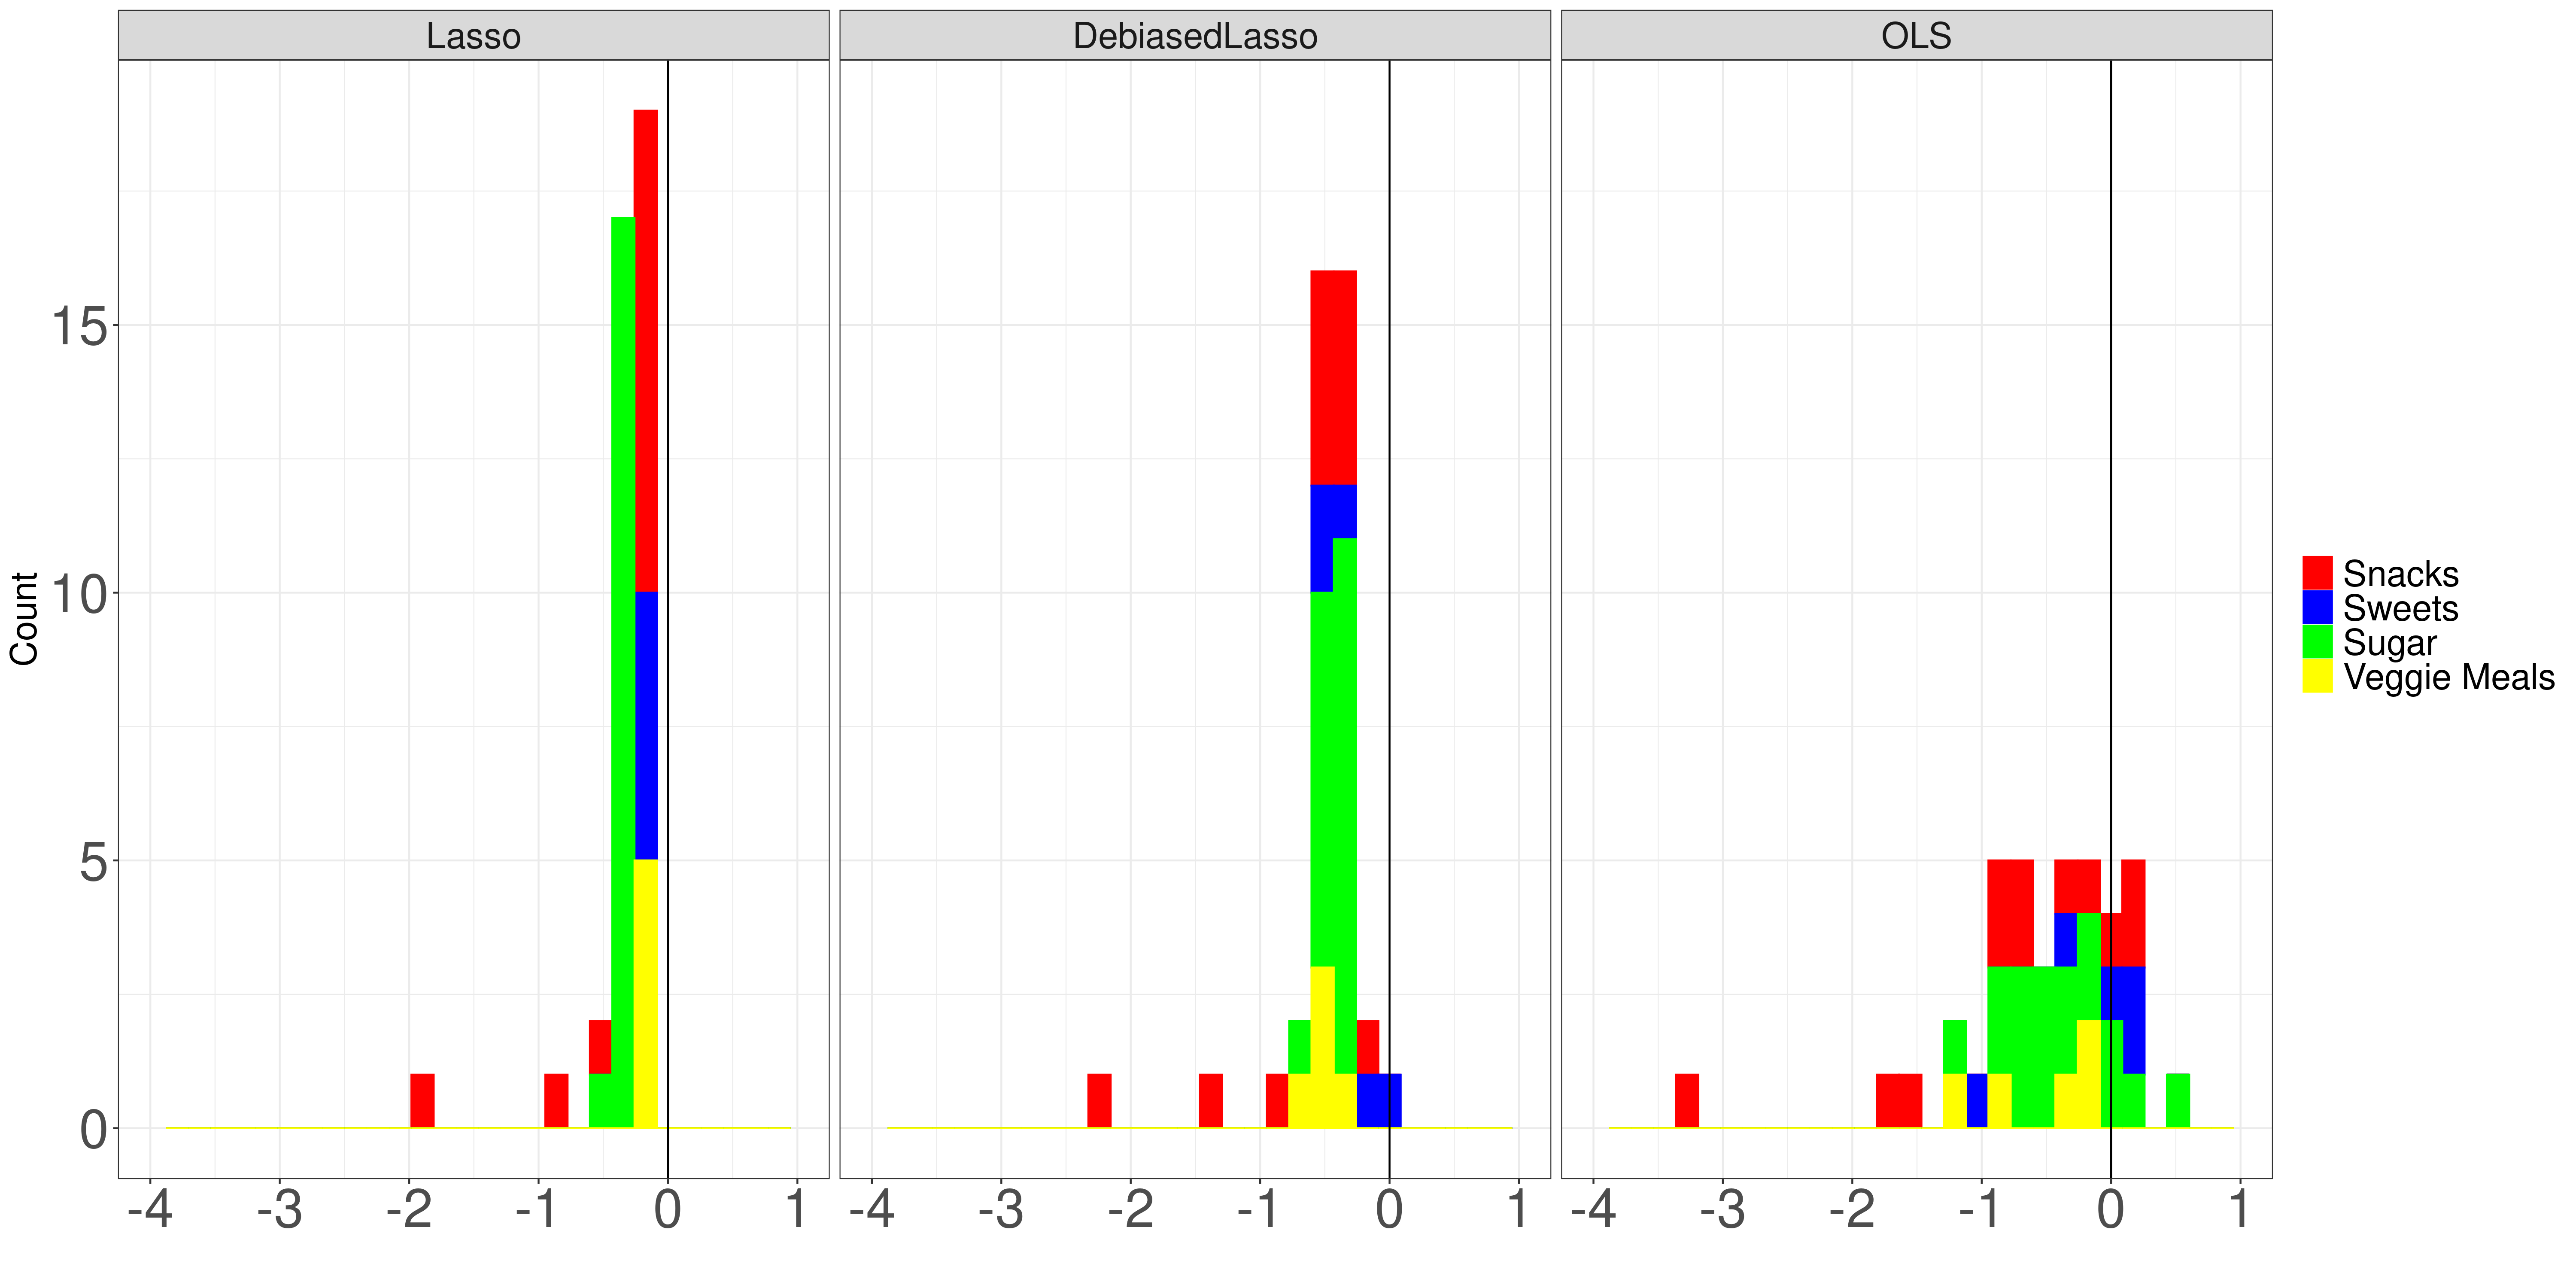 Lasso DebiasedLasso OLS
15
10
5
0
Count
-4 -3 -2 -1 0 1 -4 -3 -2 -1 0 1 -4 -3 -2 -1 0 1
Snacks
Sweets
Sugar
Veggie Meals